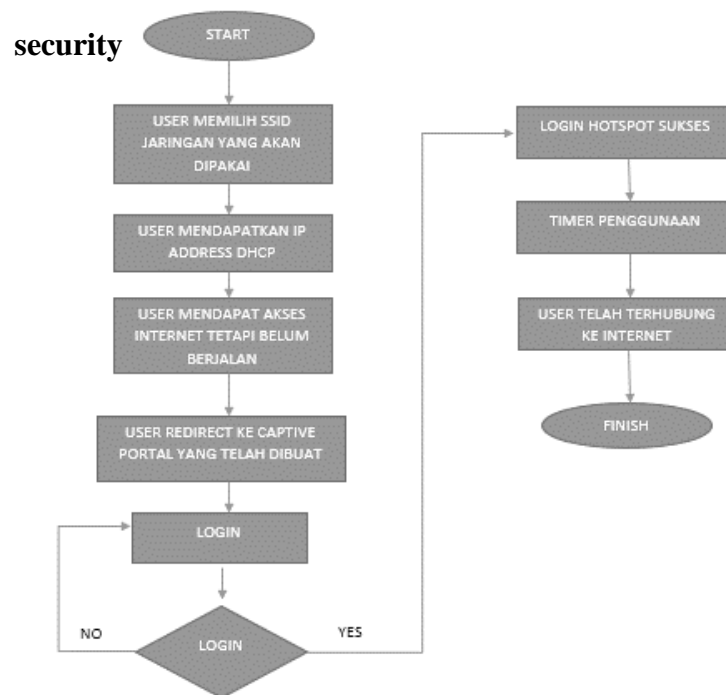 security
START
USER MEMILIH SSID
JARINGAN YANG AKAN
DIPAKAI
USER MENDAPATKAN IP
ADDRESS DHCP
USER MENDAPAT AKSES
INTERNET TETAPI BELUM
BERJALAN
USER REDIRECT KE CAPTIVE
PORTAL YANG TELAH DIBUAT
LOGIN
LOGIN
NO
YES
LOGIN HOTSPOT SUKSES
TIMER PENGGUNAAN
USER TELAH TERHUBUNG
KE INTERNET
FINISH